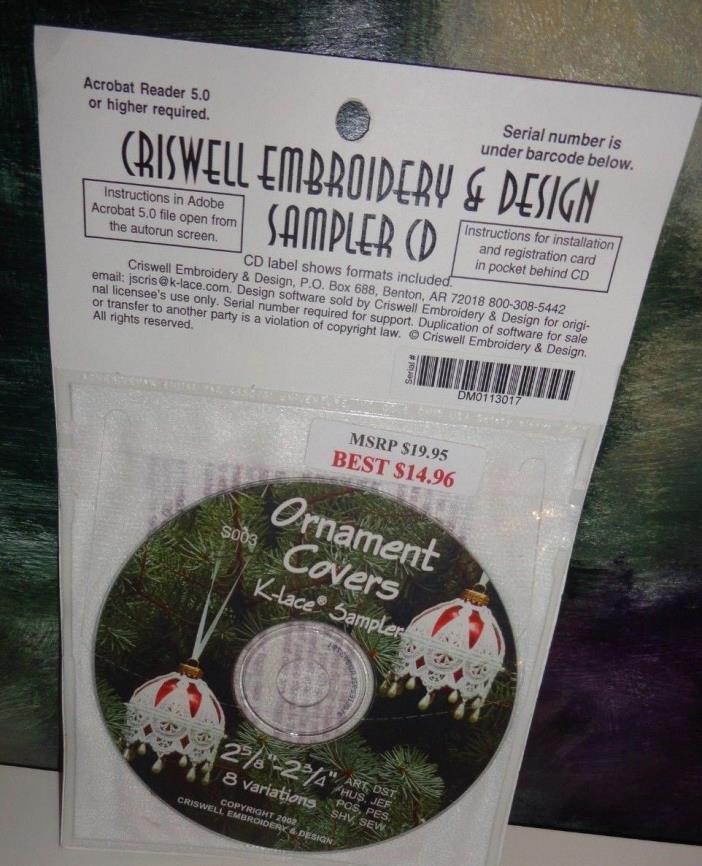 Acrobat Reader 5.0
or higher required.
Serial number is
under barcode below.
CRISWELL EMBROIDERY & DESIGN
SAMPLER CD
Instructions in Adobe
Acrobat 5.0 file open from
the autorun screen.
Instructions for installation
and registration card
in pocket behind CD
CD label shows formats included.
Criswell Embroidery & Design, P.O. Box 688, Benton, AR 72018 800-308-5442
email: jscris@k-lace.com. Design software sold by Criswell Embroidery & Design for origi-
nal licensee's use only. Serial number required for support. Duplication of software for sale
or transfer to another party is a violation of copyright law. © Criswell Embroidery & Design.
All rights reserved.
Serial #
DM0113017
MSRP $19.95
BEST $14.96
S003
Ornament
Covers
K-Lace® Sampler
2 5/8"-2 3/4"
8 variations
ART, DST,
HUS, JEF,
PCS, PES,
SHV, SEW
COPYRIGHT 2002
CRISWELL EMBROIDERY & DESIGN